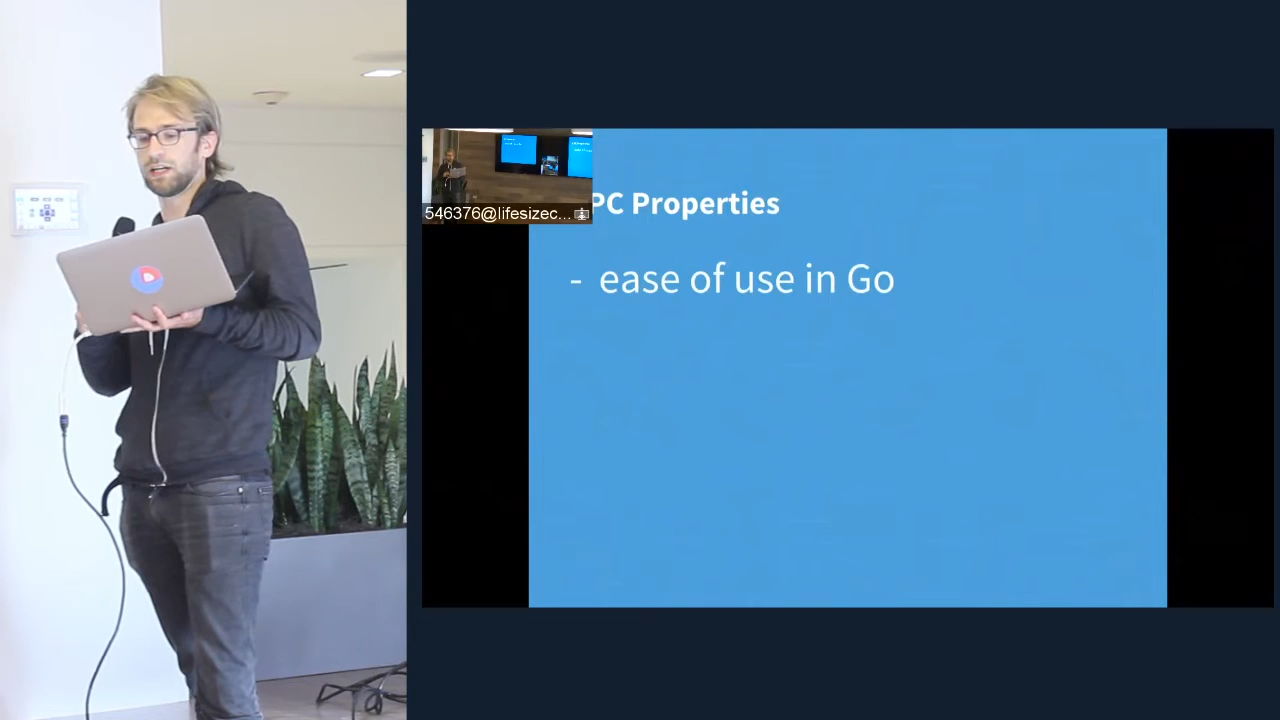 546376@lifesizec...
PC Properties
- ease of use in Go